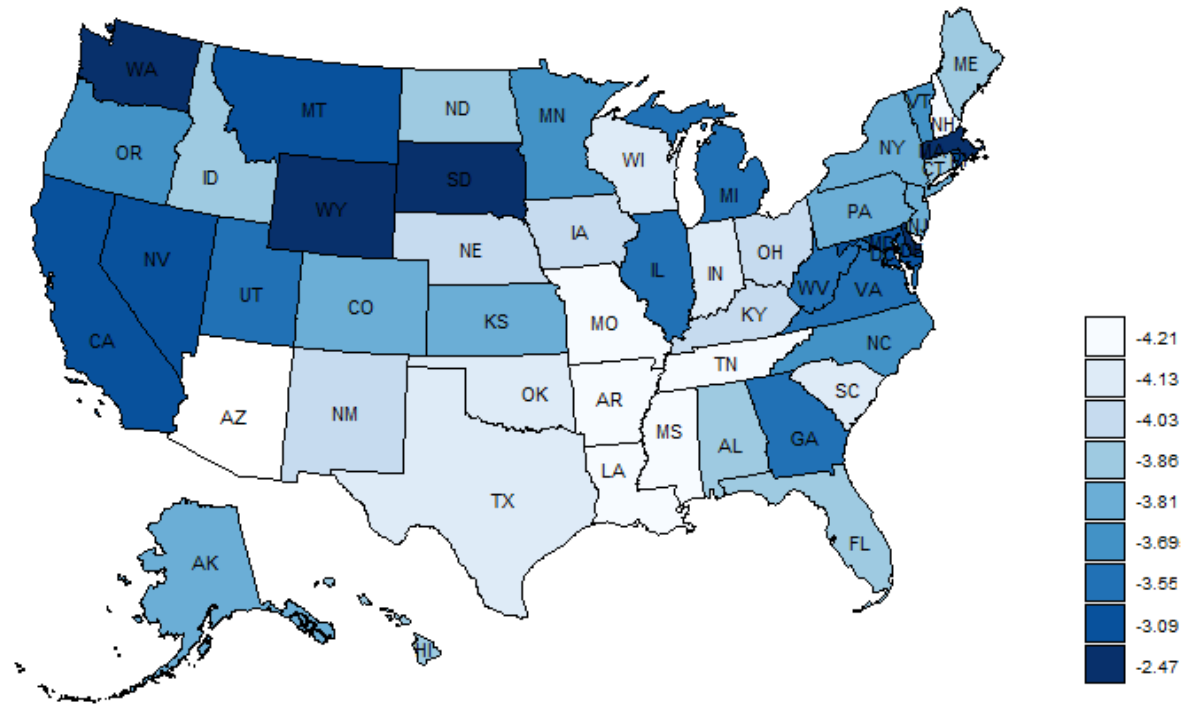 WA
ME
MT
ND
VT
MN
NH
OR
MA
NY
WI
ID
SD
CT
WY
MI
PA
NJ
IA
NE
OH
MD
DE
DC
NV
IN
IL
UT
WV
VA
CO
KY
KS
MO
CA
NC
TN
OK
SC
AR
AZ
NM
MS
GA
AL
LA
TX
FL
AK
HI
-4.21
-4.13
-4.03
-3.86
-3.81
-3.69
-3.55
-3.09
-2.47